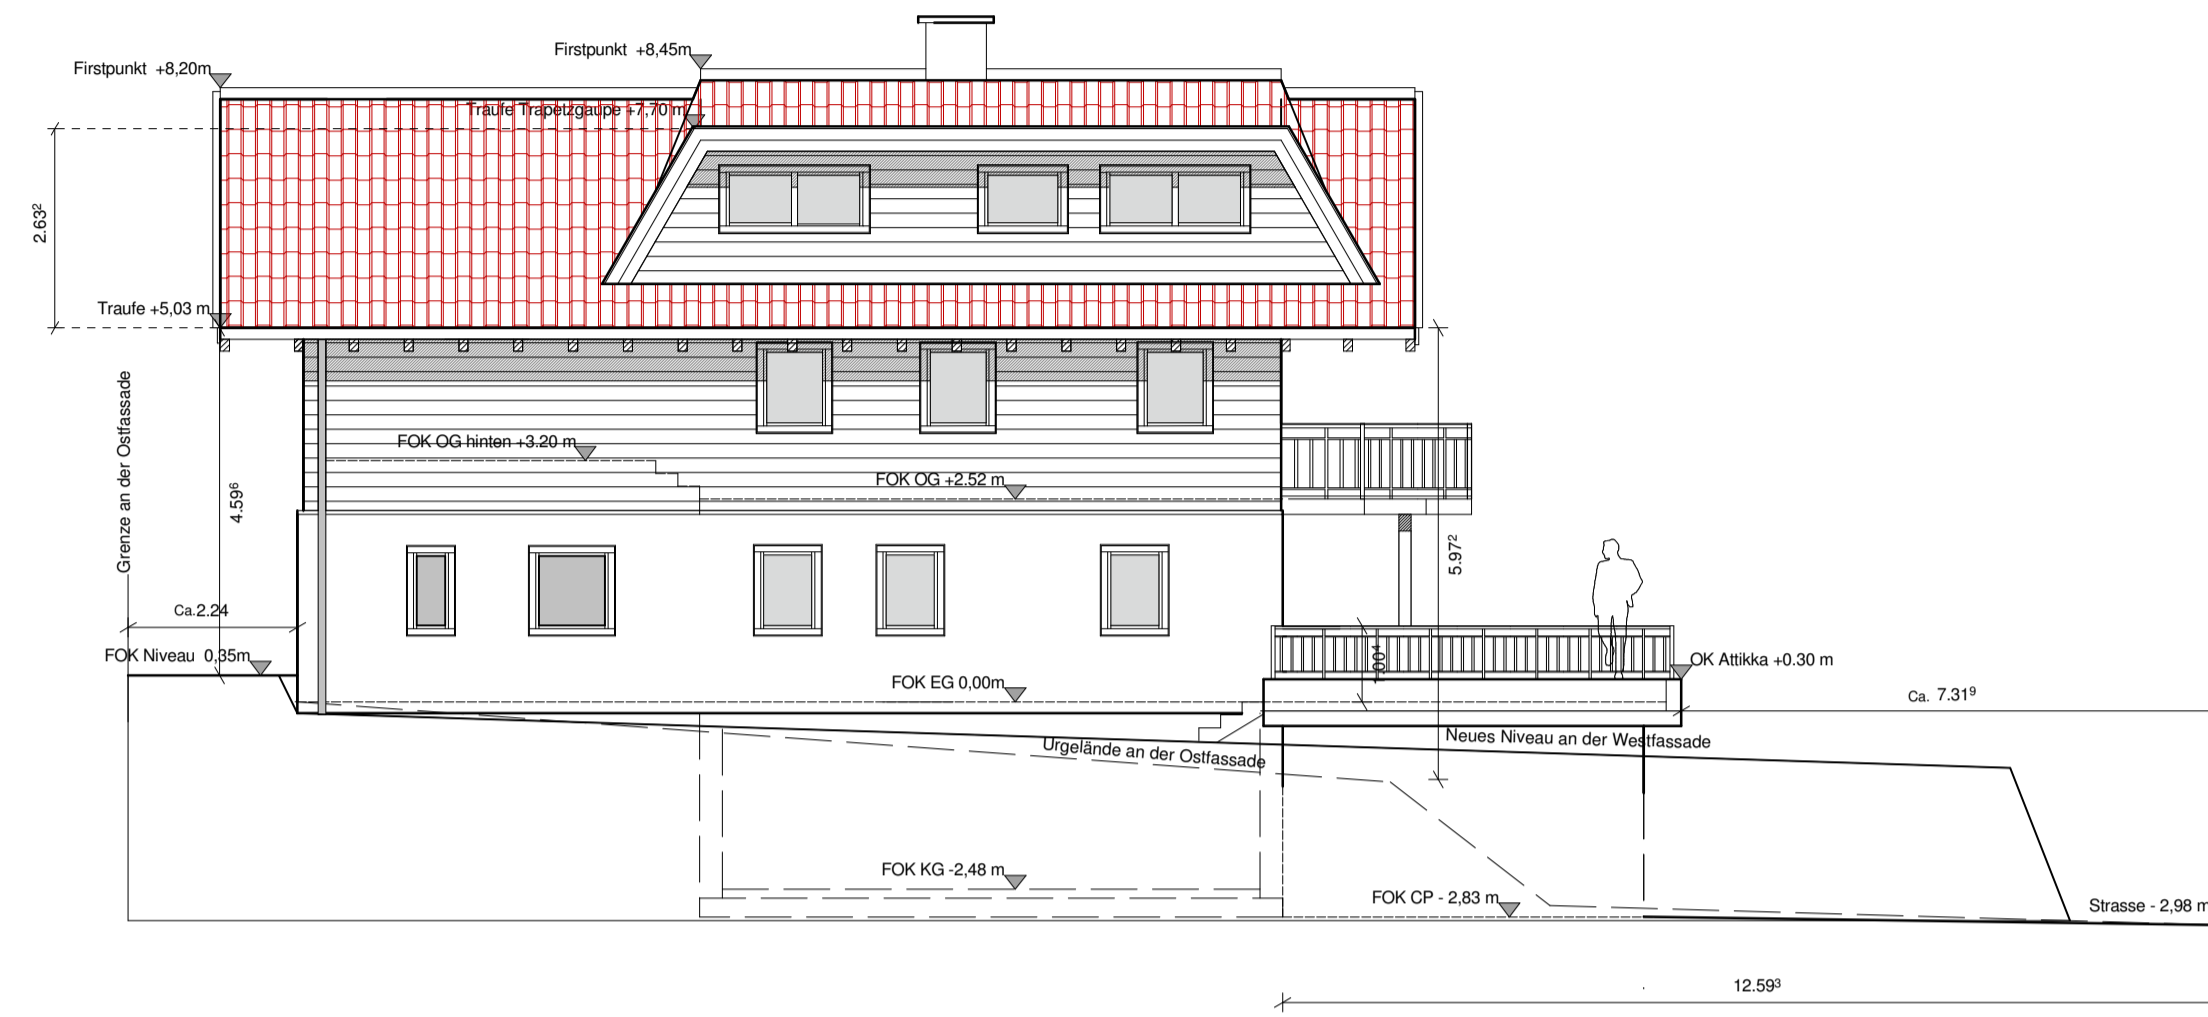 Firstpunkt +8,45m
Firstpunkt +8,20m
Traufe Trapetzgaupe +7,70 m
2.63²
Traufe +5,03 m
Grenze an der Ostfassade
FOK OG hinten +3.20 m
FOK OG +2.52 m
4.59⁶
5.97²
Ca.2.24
FOK Niveau 0,35m
1.00⁴
OK Attikka +0.30 m
FOK EG 0,00m
Ca. 7.31⁹
Urgelände an der Ostfassade
Neues Niveau an der Westfassade
FOK KG -2,48 m
FOK CP - 2,83 m
Strasse - 2,98 m
12.59³